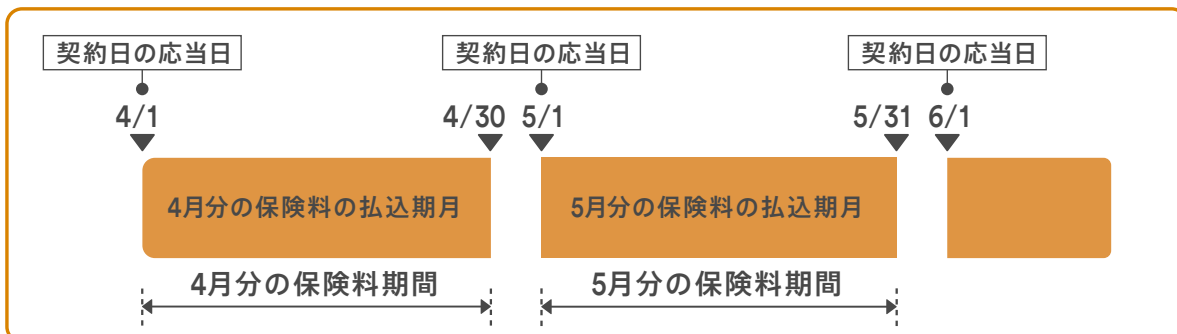 契約日の応当日 契約日の応当日 契約日の応当日
4/1 4/30 5/1 5/31 6/1
4月分の保険料の払込期月 5月分の保険料の払込期月
4月分の保険料期間 5月分の保険料期間